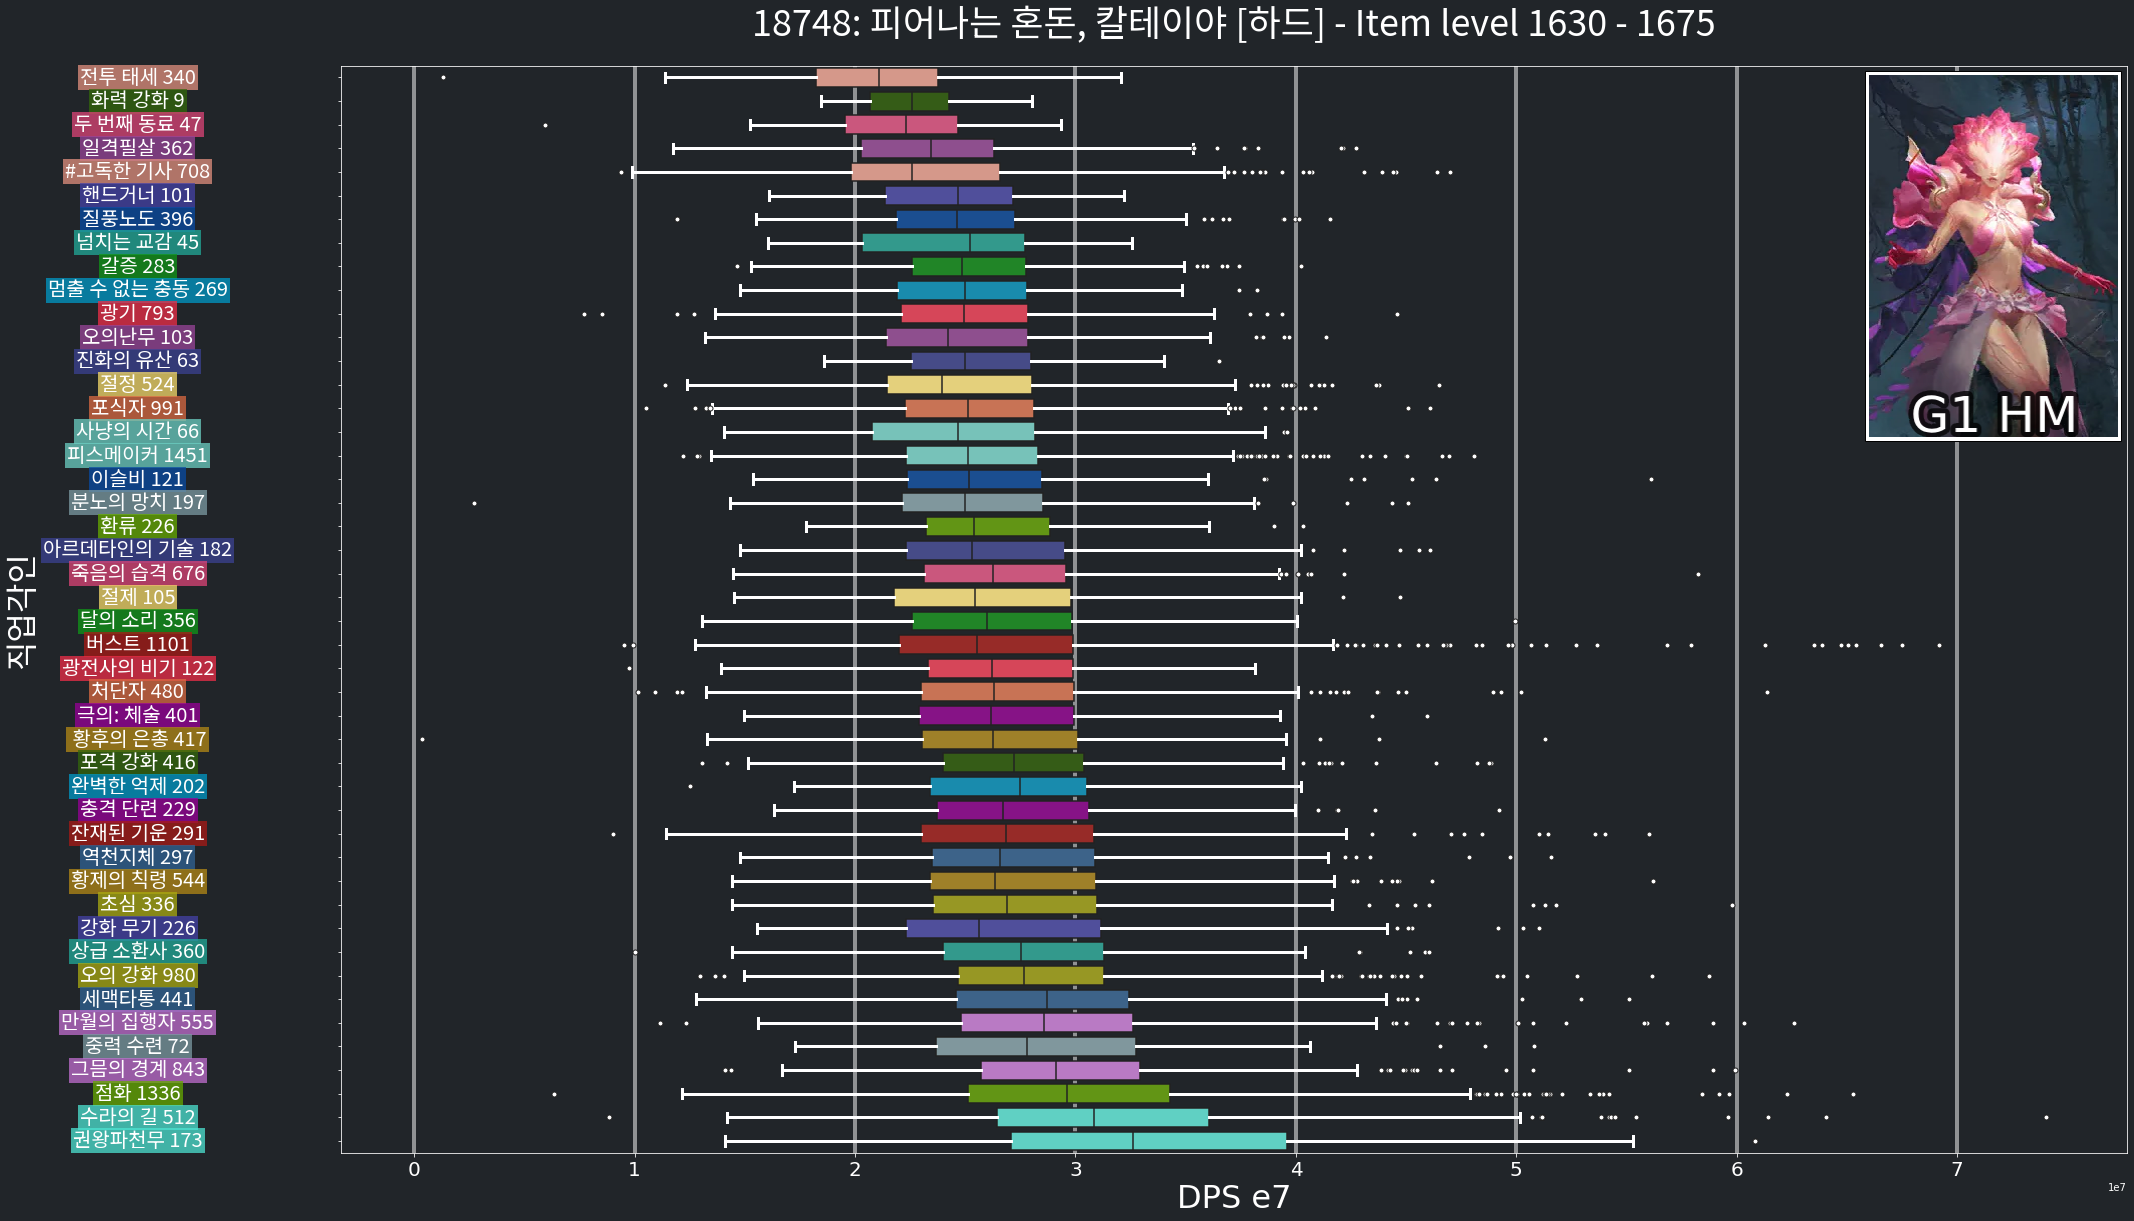 18748: 피어나는 혼돈, 칼테이야 [하드] - Item level 1630 - 1675
전투 태세 340
화력 강화 9
두 번째 동료 47
일격필살 362
#고독한 기사 708
핸드거너 101
질풍노도 396
넘치는 교감 45
갈증 283
멈출 수 없는 충동 269
광기 793
오의난무 103
진화의 유산 63
절정 524
포식자 991
사냥의 시간 66
피스메이커 1451
이슬비 121
분노의 망치 197
환류 226
아르데타인의 기술 182
죽음의 습격 676
절제 105
달의 소리 356
버스트 1101
광전사의 비기 122
처단자 480
극의: 체술 401
황후의 은총 417
포격 강화 416
완벽한 억제 202
충격 단련 229
잔재된 기운 291
역천지체 297
황제의 칙령 544
초심 336
강화 무기 226
상급 소환사 360
오의 강화 980
세맥타통 441
만월의 집행자 555
중력 수련 72
그믐의 경계 843
점화 1336
수라의 길 512
권왕파천무 173
직업각인
G1 HM
0 1 2 3 4 5 6 7
DPS e7
1e7